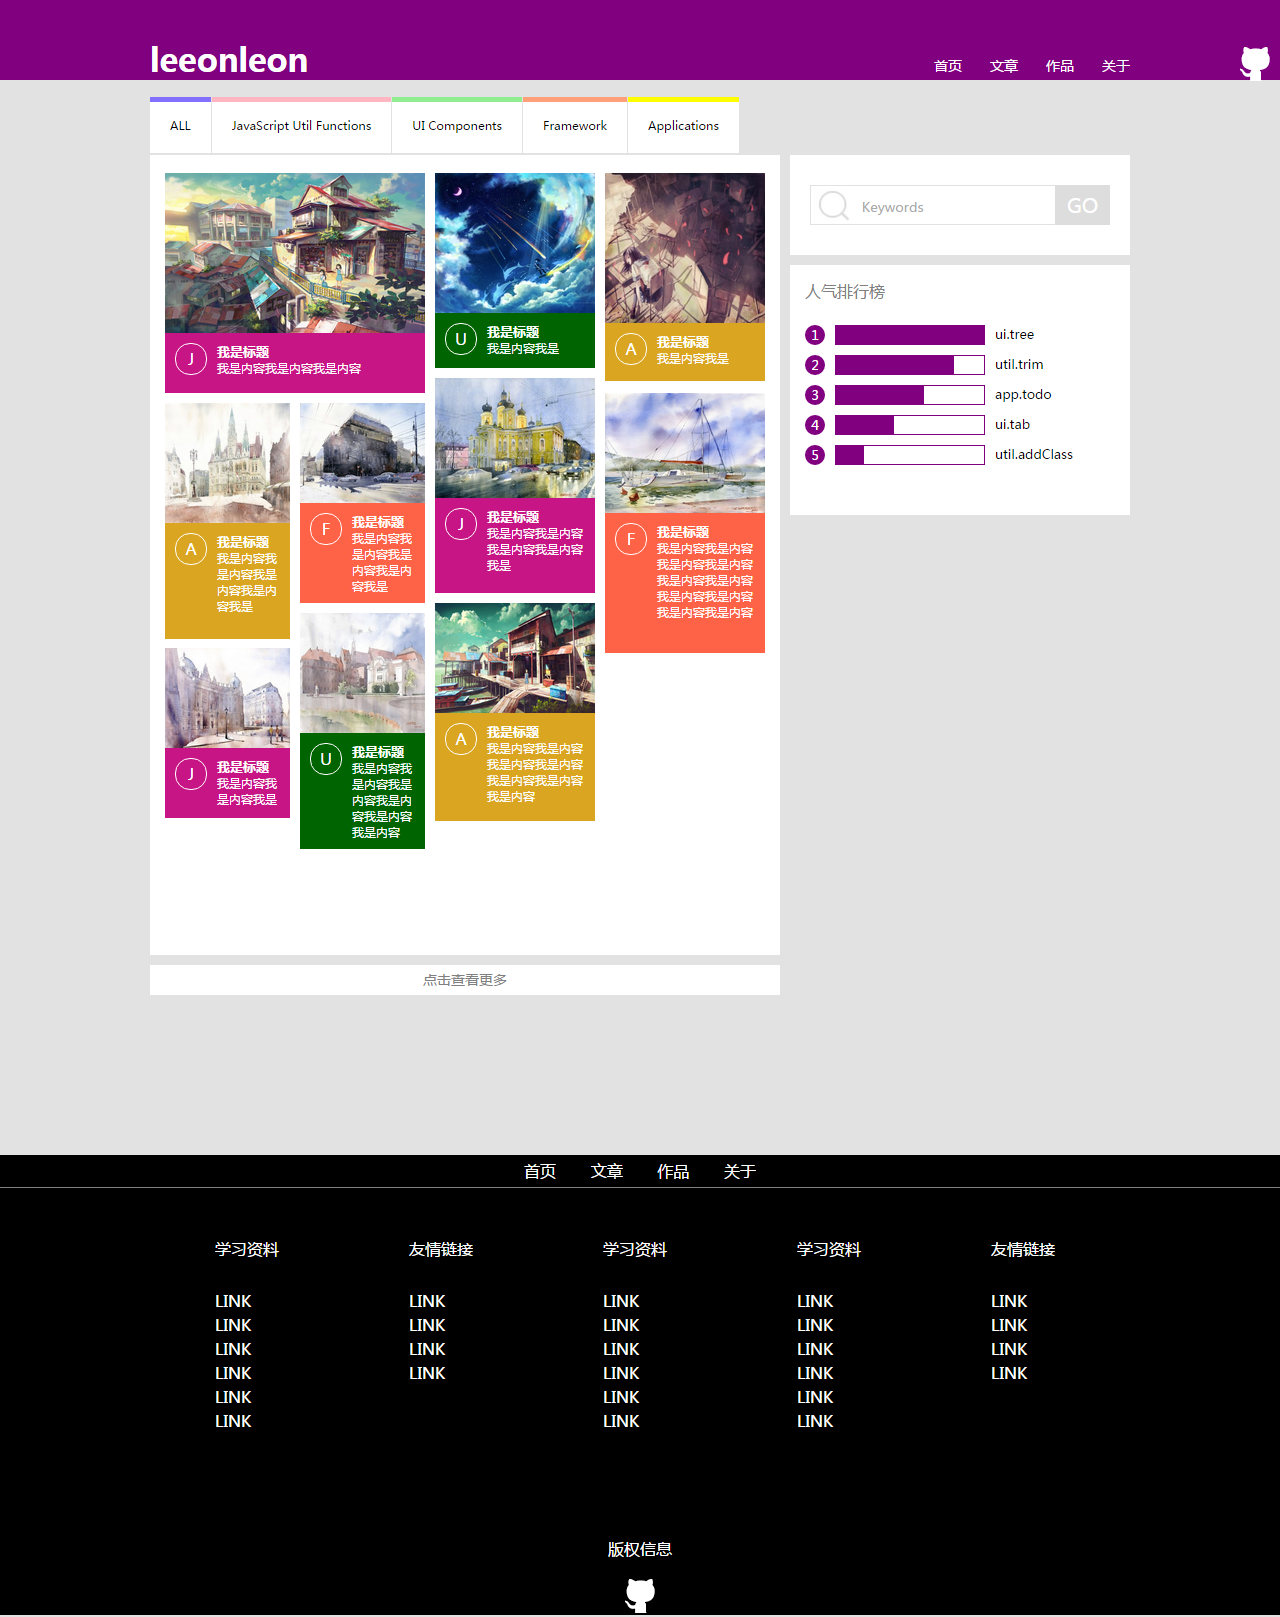 leeonleon
首页 文章 作品 关于
ALL JavaScript Util Functions UI Components Framework Applications
J
我是标题
我是内容我是内容我是内容
U
我是标题
我是内容我是
A
我是标题
我是内容我是
A
我是标题
我是内容我
是内容我是
内容我是内
容我是
F
我是标题
我是内容我
是内容我是
内容我是内
容我是
J
我是标题
我是内容我是内容
我是内容我是内容
我是
F
我是标题
我是内容我是内容
我是内容我是内容
我是内容我是内容
我是内容我是内容
我是内容我是内容
J
我是标题
我是内容我
是内容我是
U
我是标题
我是内容我
是内容我是
内容我是内
容我是内容
我是内容
A
我是标题
我是内容我是内容
我是内容我是内容
我是内容我是内容
我是内容
点击查看更多
Keywords GO
人气排行榜
1 ui.tree
2 util.trim
3 app.todo
4 ui.tab
5 util.addClass
首页 文章 作品 关于
学习资料
LINK
LINK
LINK
LINK
LINK
LINK
友情链接
LINK
LINK
LINK
LINK
学习资料
LINK
LINK
LINK
LINK
LINK
LINK
学习资料
LINK
LINK
LINK
LINK
LINK
LINK
友情链接
LINK
LINK
LINK
LINK
版权信息